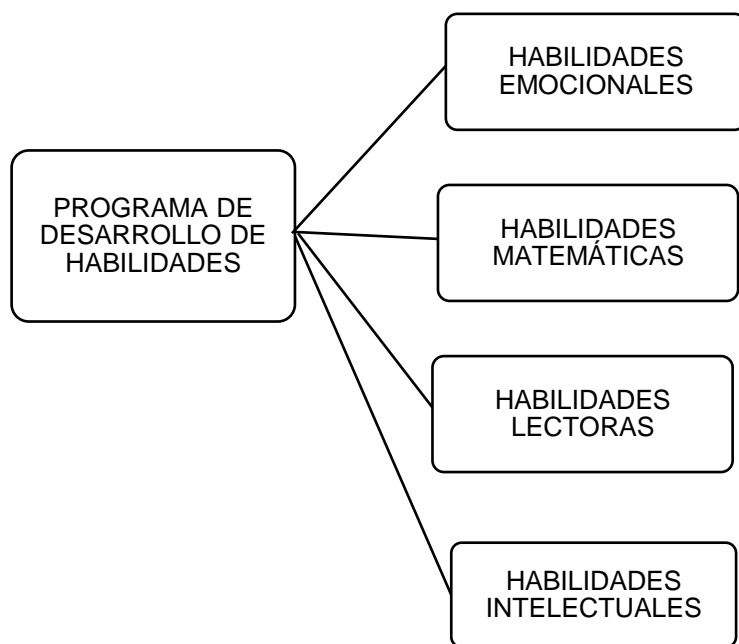 PROGRAMA DE
DESARROLLO DE
HABILIDADES
HABILIDADES
EMOCIONALES
HABILIDADES
MATEMÁTICAS
HABILIDADES
LECTORAS
HABILIDADES
INTELECTUALES